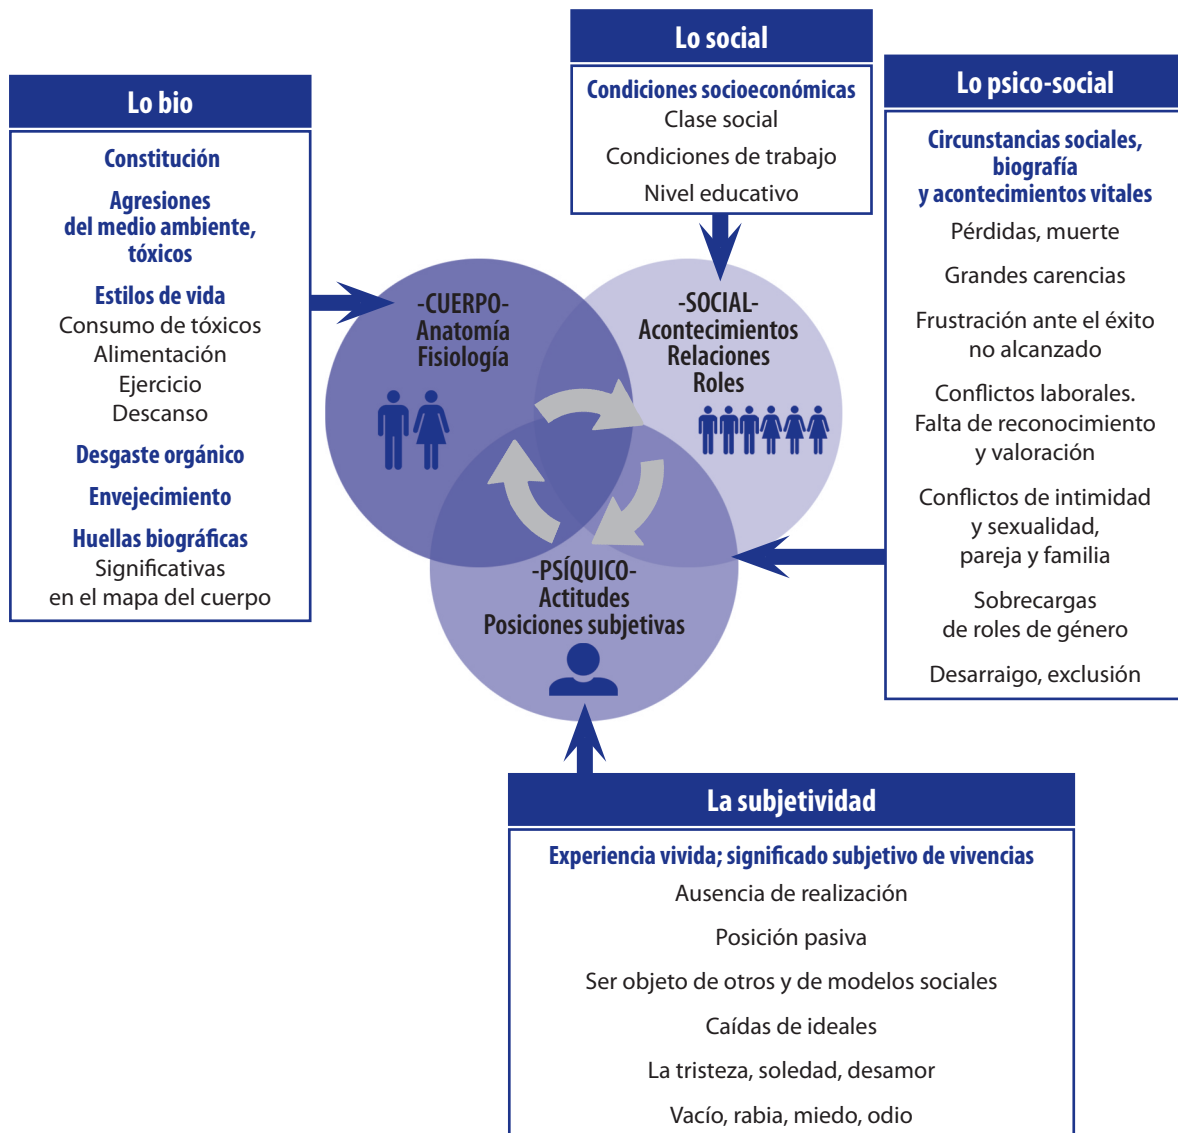 Lo bio
Constitución
Agresiones
del medio ambiente,
tóxicos
Estilos de vida
Consumo de tóxicos
Alimentación
Ejercicio
Descanso
Desgaste orgánico
Envejecimiento
Huellas biográficas
Significativas
en el mapa del cuerpo
Lo social
Condiciones socioeconómicas
Clase social
Condiciones de trabajo
Nivel educativo
Lo psico-social
Circunstancias sociales,
biografía
y acontecimientos vitales
Pérdidas, muerte
Grandes carencias
Frustración ante el éxito
no alcanzado
Conflictos laborales.
Falta de reconocimiento
y valoración
Conflictos de intimidad
y sexualidad,
pareja y familia
Sobrecargas
de roles de género
Desarraigo, exclusión
-CUERPO-
Anatomía
Fisiología
-SOCIAL-
Acontecimientos
Relaciones
Roles
-PSÍQUICO-
Actitudes
Posiciones subjetivas
La subjetividad
Experiencia vivida; significado subjetivo de vivencias
Ausencia de realización
Posición pasiva
Ser objeto de otros y de modelos sociales
Caídas de ideales
La tristeza, soledad, desamor
Vacío, rabia, miedo, odio